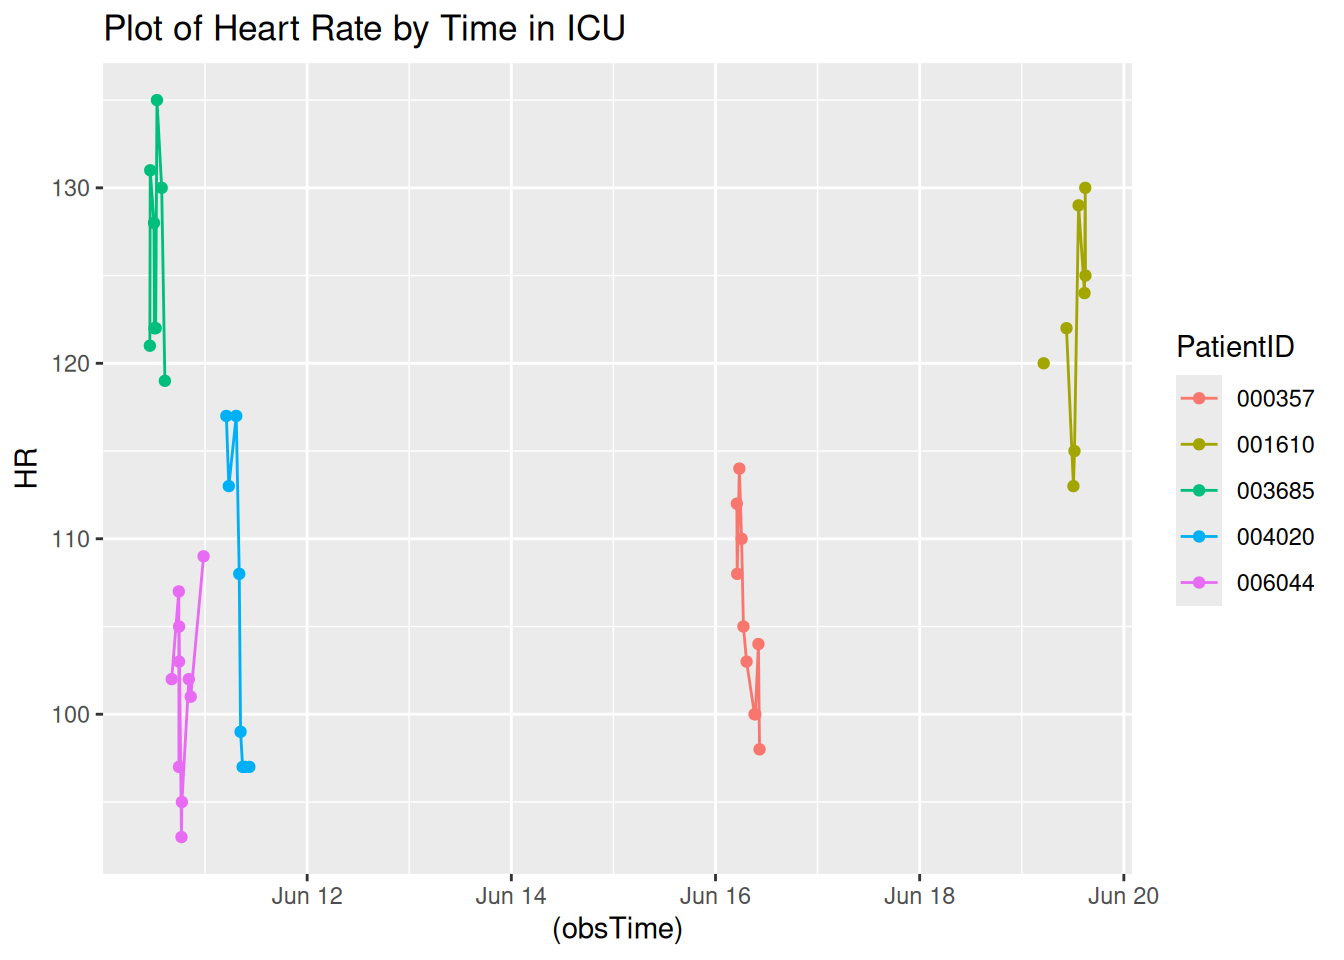 Plot of Heart Rate by Time in ICU
130
120
110
100
HR
Jun 12
Jun 14
Jun 16
Jun 18
Jun 20
(obsTime)
PatientID
000357
001610
003685
004020
006044